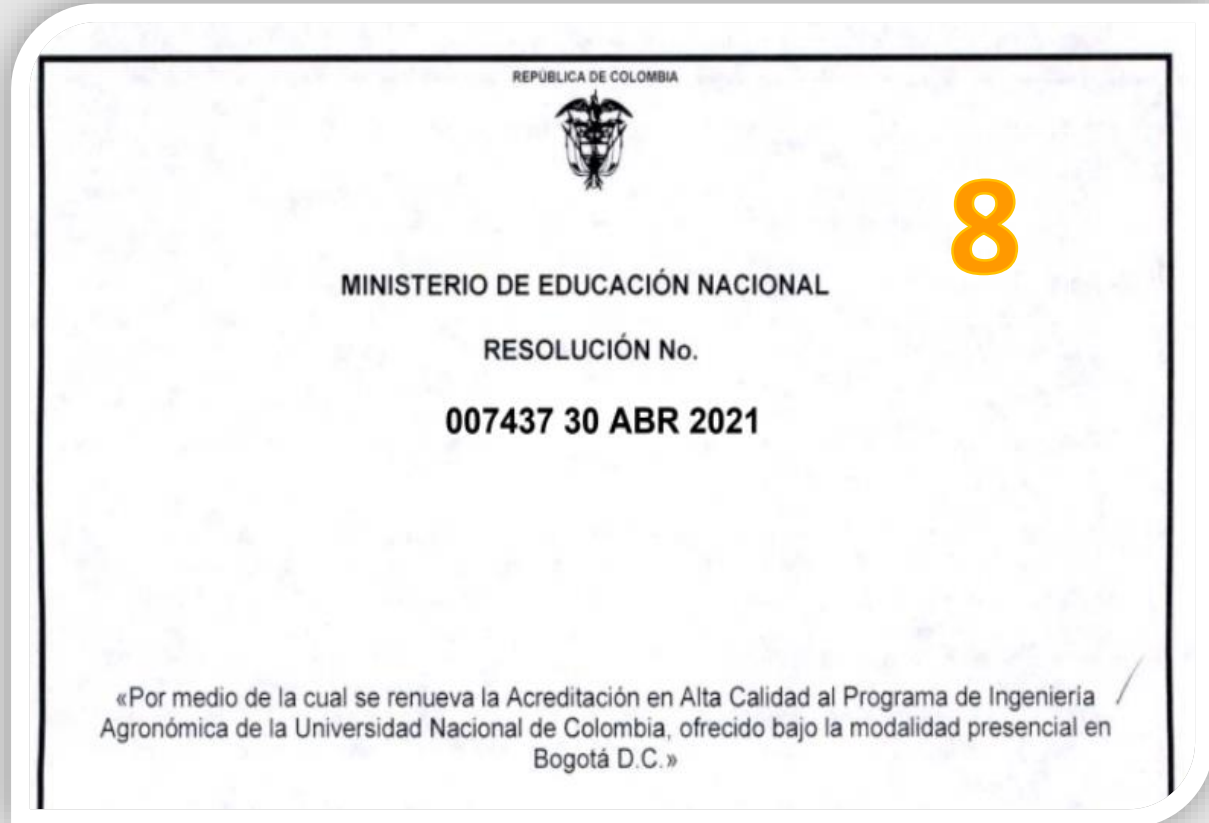 REPÚBLICA DE COLOMBIA
8
MINISTERIO DE EDUCACIÓN NACIONAL
RESOLUCIÓN No.
007437 30 ABR 2021
«Por medio de la cual se renueva la Acreditación en Alta Calidad al Programa de Ingeniería
Agronómica de la Universidad Nacional de Colombia, ofrecido bajo la modalidad presencial en
Bogotá D.C.»